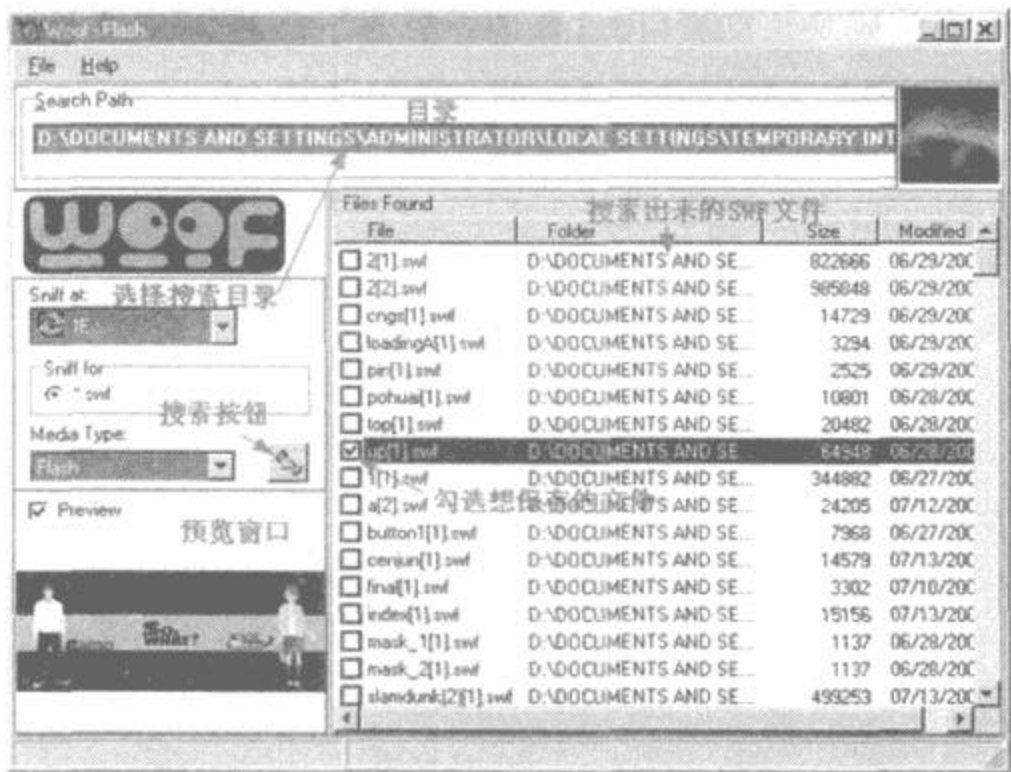 Woof - Flash
File Help
Search Path
目录
D:\DOCUMENTS AND SETTINGS\ADMINISTRATOR\LOCAL SETTINGS\TEMPORARY INT
woof
Sniff at:
选择搜索目录
IE
Sniff for
*.swf
搜索按钮
Media Type:
Flash
Preview
预览窗口
SO WHAT?
Files Found
搜索出来的SWF文件
File Folder Size Modified
2[1].swf D:\DOCUMENTS AND SE... 822666 06/29/200
2[2].swf D:\DOCUMENTS AND SE... 985848 06/29/200
cngs[1].swf D:\DOCUMENTS AND SE... 14729 06/29/200
loadingA[1].swf D:\DOCUMENTS AND SE... 3294 06/29/200
pin[1].swf D:\DOCUMENTS AND SE... 2525 06/29/200
pohuai[1].swf D:\DOCUMENTS AND SE... 10801 06/28/200
top[1].swf D:\DOCUMENTS AND SE... 20482 06/28/200
up[1].swf D:\DOCUMENTS AND SE... 64948 06/28/200
1[1].swf D:\DOCUMENTS AND SE... 344882 06/27/200
勾选想保存的文件
a[2].swf D:\DOCUMENTS AND SE... 24205 07/12/200
button1[1].swf D:\DOCUMENTS AND SE... 7968 06/27/200
cenjun[1].swf D:\DOCUMENTS AND SE... 14579 07/13/200
final[1].swf D:\DOCUMENTS AND SE... 3302 07/10/200
index[1].swf D:\DOCUMENTS AND SE... 15156 07/13/200
mask_1[1].swf D:\DOCUMENTS AND SE... 1137 06/28/200
mask_2[1].swf D:\DOCUMENTS AND SE... 1137 06/28/200
slamdunk[2][1].swf D:\DOCUMENTS AND SE... 499253 07/13/200